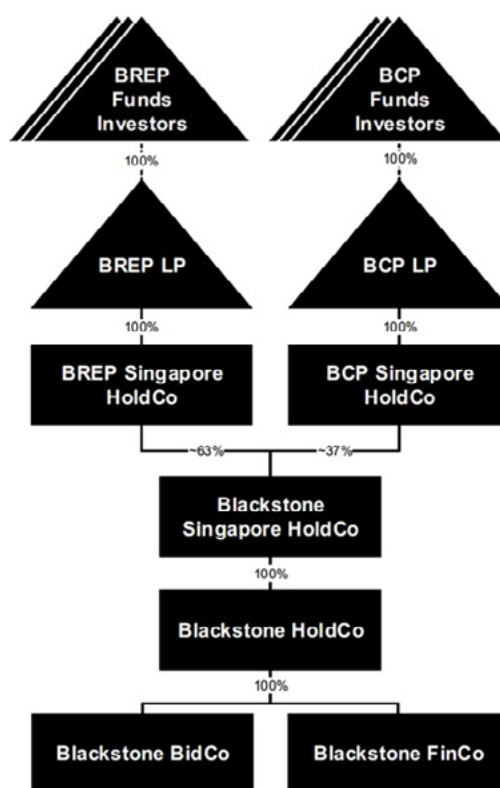 BREP
Funds
Investors
BCP
Funds
Investors
100%
100%
BREP LP
BCP LP
100%
100%
BREP Singapore
HoldCo
BCP Singapore
HoldCo
~63%
~37%
Blackstone
Singapore HoldCo
100%
Blackstone HoldCo
100%
Blackstone BidCo
Blackstone FinCo